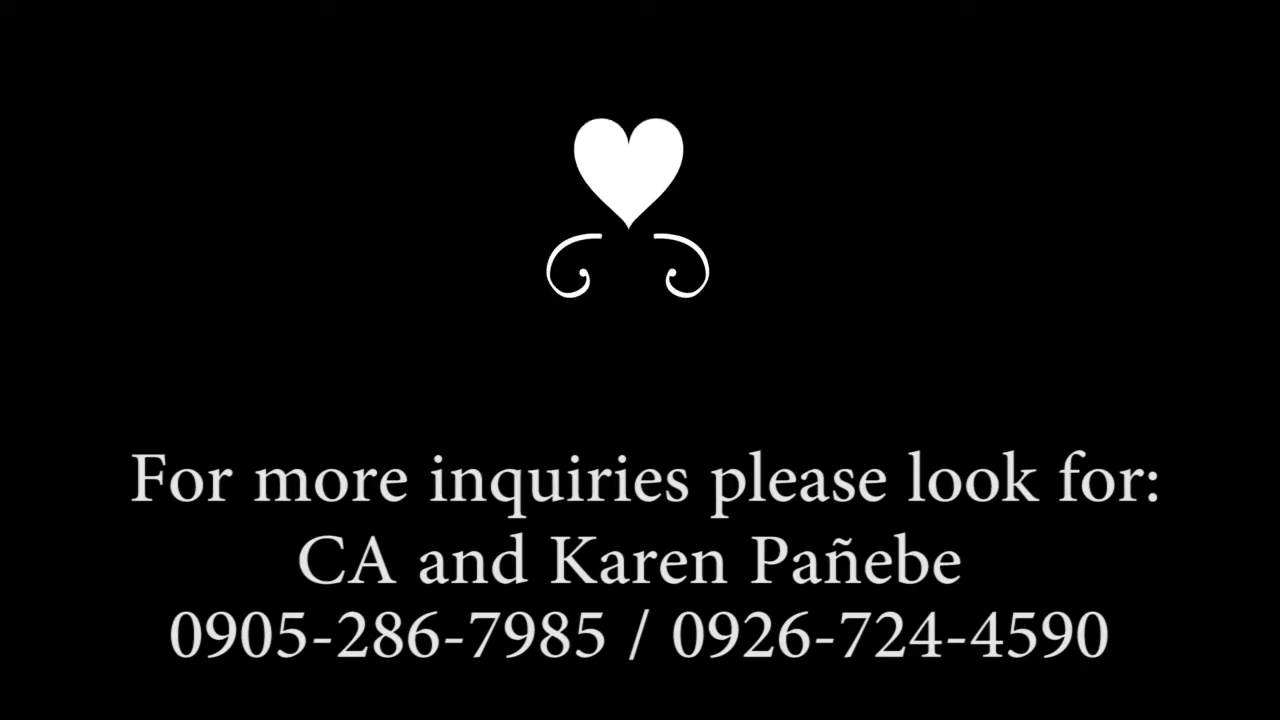 For more inquiries please look for:
CA and Karen Pañebe
0905-286-7985 / 0926-724-4590